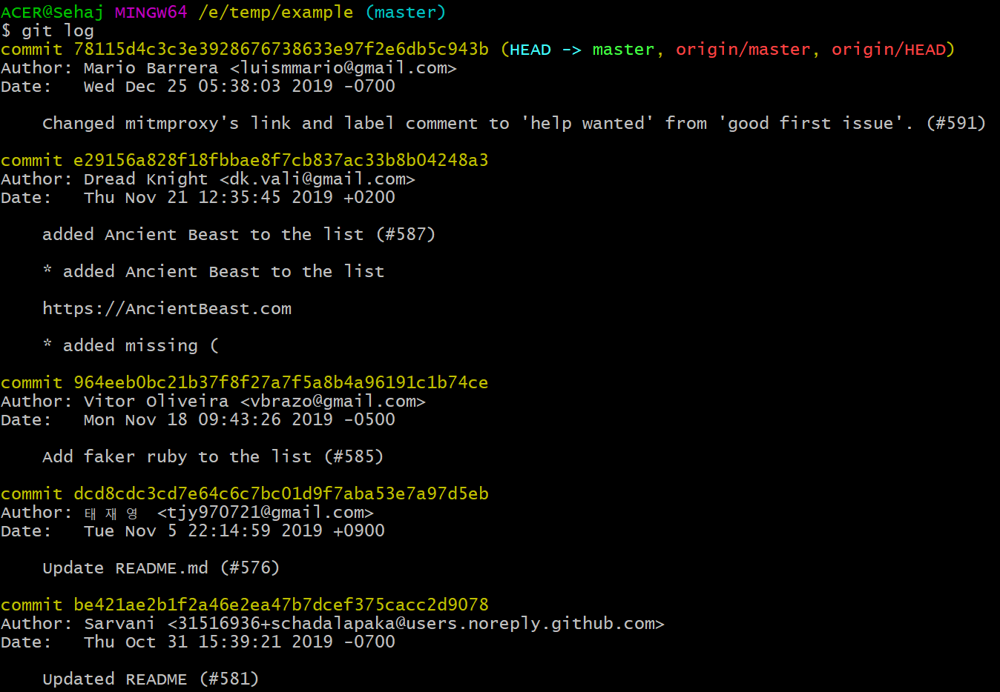 ACER@Sehaj MINGW64 /e/temp/example (master)
$ git log
commit 78115d4c3c3e3928676738633e97f2e6db5c943b (HEAD -> master, origin/master, origin/HEAD)
Author: Mario Barrera <luismmario@gmail.com>
Date:   Wed Dec 25 05:38:03 2019 -0700
Changed mitmproxy's link and label comment to 'help wanted' from 'good first issue'. (#591)
commit e29156a828f18fbbae8f7cb837ac33b8b04248a3
Author: Dread Knight <dk.vali@gmail.com>
Date:   Thu Nov 21 12:35:45 2019 +0200
added Ancient Beast to the list (#587)
* added Ancient Beast to the list
https://AncientBeast.com
* added missing (
commit 964eeb0bc21b37f8f27a7f5a8b4a96191c1b74ce
Author: Vitor Oliveira <vbrazo@gmail.com>
Date:   Mon Nov 18 09:43:26 2019 -0500
Add faker ruby to the list (#585)
commit dcd8cdc3cd7e64c6c7bc01d9f7aba53e7a97d5eb
Author: 태재영 <tjy970721@gmail.com>
Date:   Tue Nov 5 22:14:59 2019 +0900
Update README.md (#576)
commit be421ae2b1f2a46e2ea47b7dcef375cacc2d9078
Author: Sarvani <31516936+schadalapaka@users.noreply.github.com>
Date:   Thu Oct 31 15:39:21 2019 -0700
Updated README (#581)